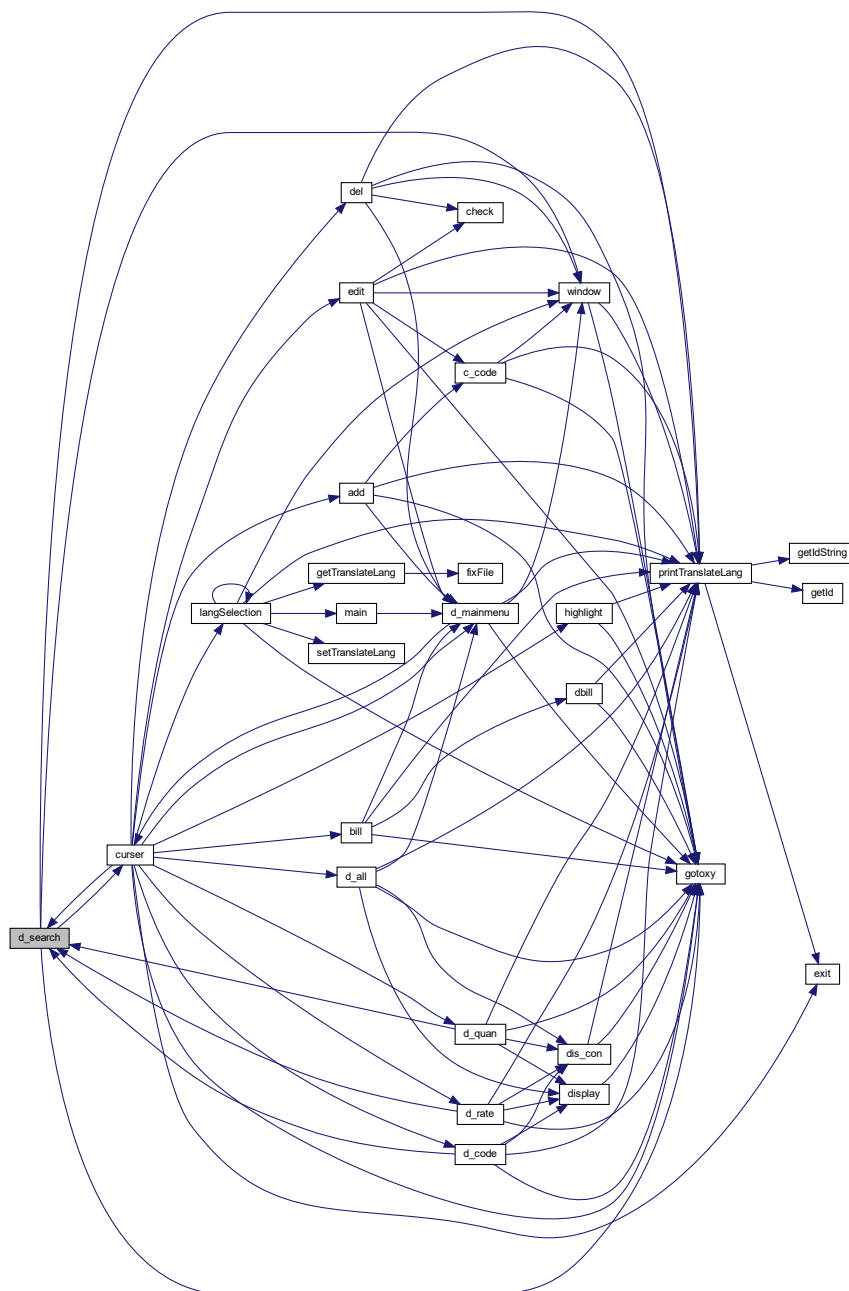 del
check
edit
window
c_code
add
getIdString
getTranslateLang
fixFile
printTranslateLang
getId
langSelection
main
d_mainmenu
highlight
setTranslateLang
dbill
bill
curser
d_all
gotoxy
d_search
exit
d_quan
dis_con
display
d_rate
d_code